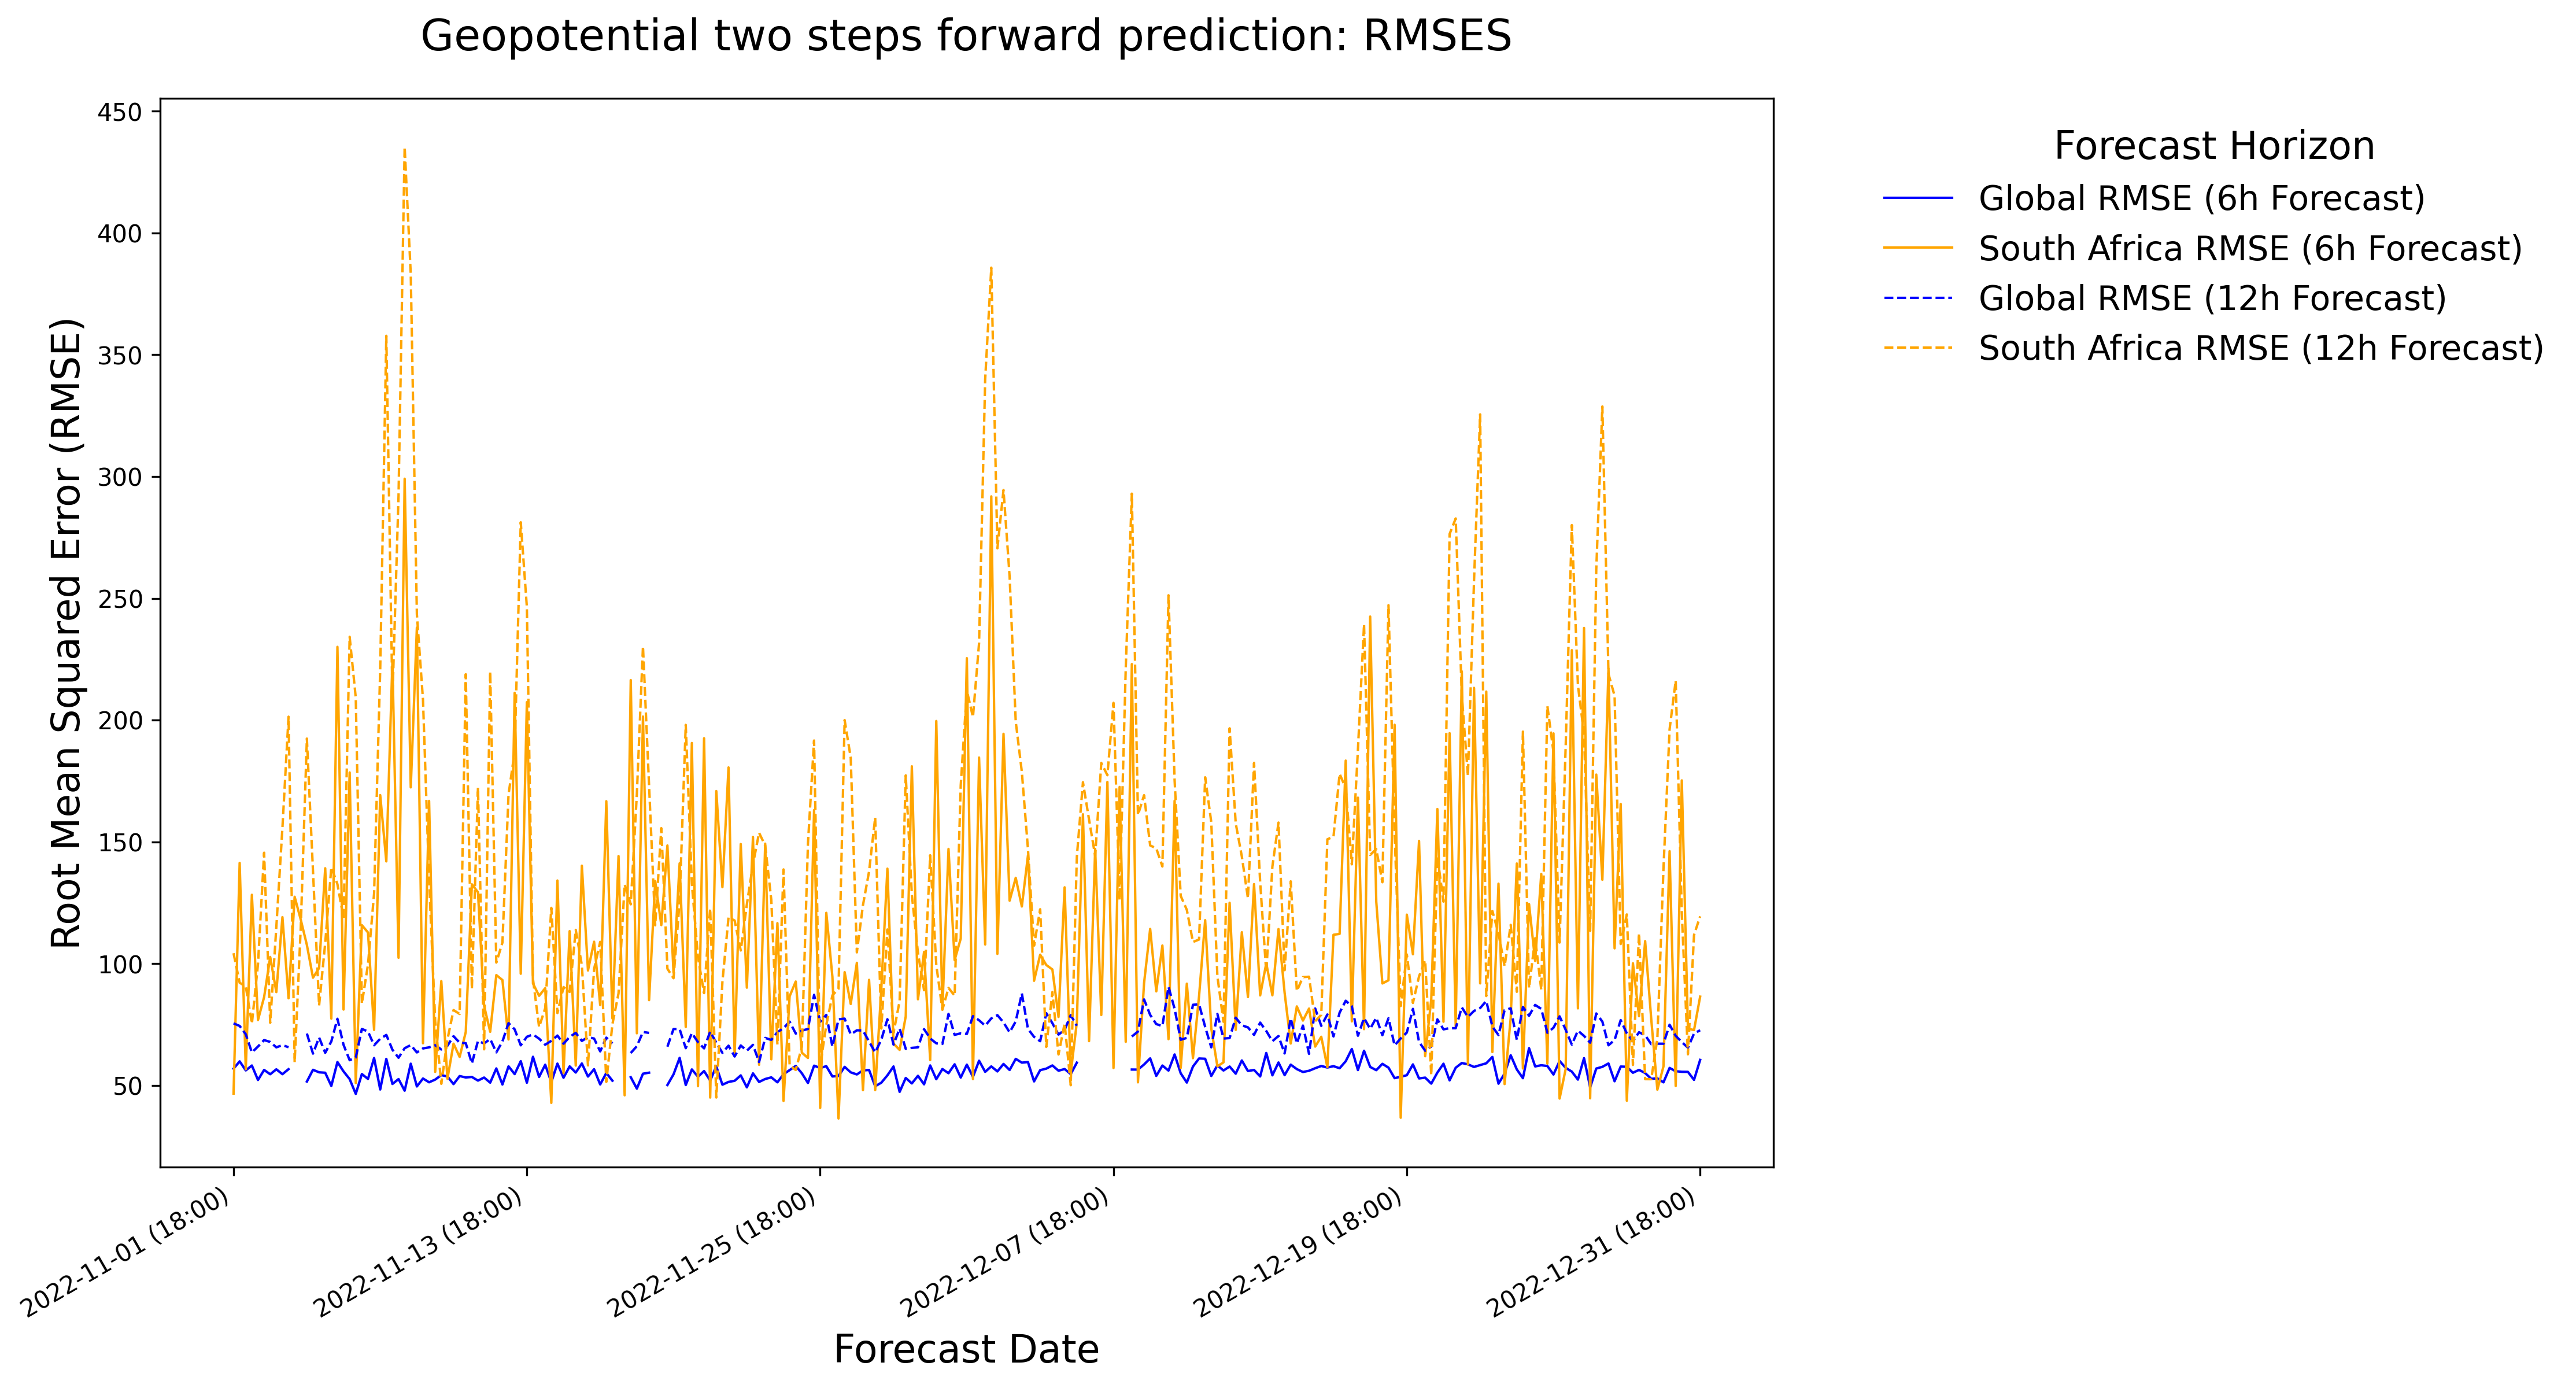 Geopotential two steps forward prediction: RMSES
Root Mean Squared Error (RMSE)
450
400
350
300
250
200
150
100
50
2022-11-01 (18:00)
2022-11-13 (18:00)
2022-11-25 (18:00)
2022-12-07 (18:00)
2022-12-19 (18:00)
2022-12-31 (18:00)
Forecast Date
Forecast Horizon
Global RMSE (6h Forecast)
South Africa RMSE (6h Forecast)
Global RMSE (12h Forecast)
South Africa RMSE (12h Forecast)